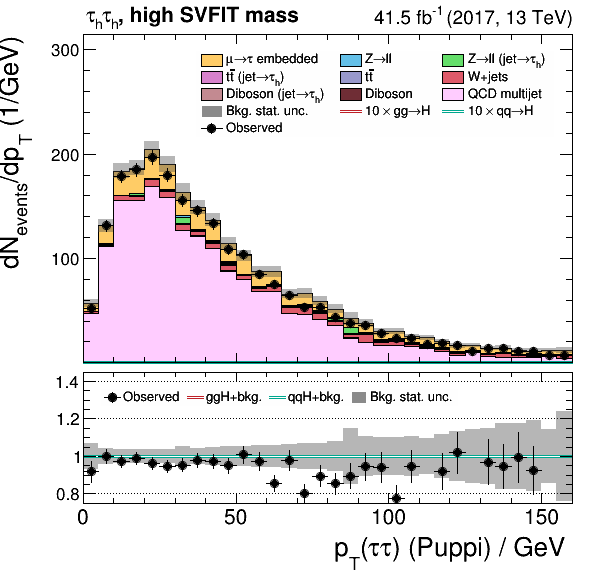 τhτh, high SVFIT mass 41.5 fb-1 (2017, 13 TeV)
dNevents/dpT (1/GeV)
300
200
100
μ→τ embedded Z→ll Z→ll (jet→τh)
tt̄ (jet→τh) tt̄ W+jets
Diboson (jet→τh) Diboson QCD multijet
Bkg. stat. unc. 10×gg→H 10×qq→H
Observed
1.4
1.2
1
0.8
Observed ggH+bkg. qqH+bkg. Bkg. stat. unc.
0 50 100 150
pT(ττ) (Puppi) / GeV